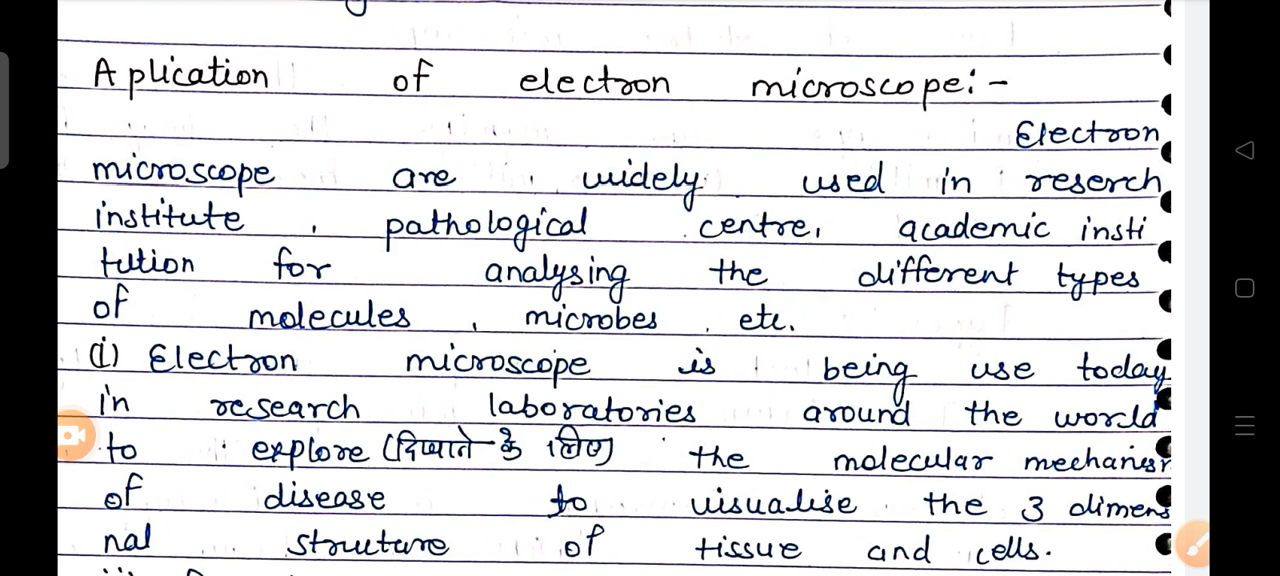 Aplication of electron microscope:-
Electron
microscope are widely used in reserch
institute, pathological centre, academic insti
tution for analysing the different types
of molecules, microbes, etc.
(i) Electron microscope is being use today
in research laboratories around the world
to explore ( के लिए) the molecular mechanism
of disease to visualise the 3 dimens
nal structure of tissue and cells.